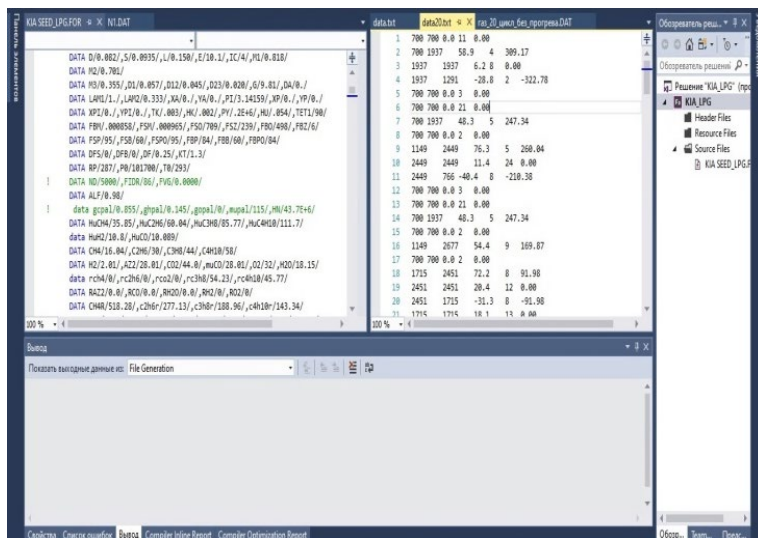 Панель элементов
KIA SEED_LPG.FOR
N1.DAT
DATA D/0.082/,S/0.0935/,L/0.150/,E/10.1/,IC/4/,M1/0.818/
DATA M2/0.701/
DATA M3/0.355/,D1/0.057/,D12/0.045/,D23/0.020/,G/9.81/,DA/0./
DATA LAM1/1./,LAM2/0.333/,XA/0./,YA/0./,PI/3.14159/,XP/0./,YP/0./
DATA XPI/0./,YPI/0./,TK/.003/,HK/.002/,PY/.2E+6/,HU/.054/,TET1/90/
DATA FBM/.000858/,FSM/.000965/,FSO/709/,FSZ/239/,FBO/498/,FBZ/6/
DATA FSP/95/,FSB/60/,FSPO/95/,FBP/84/,FBB/60/,FBPO/84/
DATA DFS/0/,DFB/0/,DF/0.25/,KT/1.3/
DATA RP/287/,P0/101700/,T0/293/
! DATA ND/5000/,FIDR/86/,FVG/0.0000/
DATA ALF/0.98/
! data gcpal/0.855/,ghpal/0.145/,gopal/0/,mupal/115/,HN/43.7E+6/
DATA HuCH4/35.85/,HuC2H6/60.04/,HuC3H8/85.77/,HuC4H10/111.7/
data HuH2/10.8/,HuCO/10.089/
DATA CH4/16.04/,C2H6/30/,C3H8/44/,C4H10/58/
DATA H2/2.01/,AZ2/28.01/,CO2/44.0/,muCO/28.01/,O2/32/,H2O/18.15/
data rch4/0/,rc2h6/0/,rco2/0/,rc3h8/54.23/,rc4h10/45.77/
DATA RAZ2/0.0/,RCO/0.0/,RH2O/0.0/,RH2/0/,RO2/0/
DATA CH4R/518.28/,c2h6r/277.13/,c3h8r/188.96/,c4h10r/143.34/
100 %
data.txt
data20.txt
ras_20_цикл_без_прогрева.DAT
1 700 700 0.0 11 0.00
2 700 1937 58.9 4 309.17
3 1937 1937 6.2 8 0.00
4 1937 1291 -28.8 2 -322.78
5 700 700 0.0 3 0.00
6 700 700 0.0 21 0.00
7 700 1937 48.3 5 247.34
8 700 700 0.0 2 0.00
9 1149 2449 76.3 5 260.04
10 2449 2449 11.4 24 0.00
11 2449 766 -40.4 8 -210.38
12 700 700 0.0 3 0.00
13 700 700 0.0 21 0.00
14 700 1937 48.3 5 247.34
15 700 700 0.0 2 0.00
16 1149 2677 54.4 9 169.87
17 700 700 0.0 2 0.00
18 1715 2451 72.2 8 91.98
19 2451 2451 20.4 12 0.00
20 2451 1715 -31.3 8 -91.98
21 1715 1715 18.1 13 0.00
100 %
Обозреватель реш...
Обозреватель решений
Решение "KIA_LPG" (прс
KIA_LPG
Header Files
Resource Files
Source Files
KIA SEED_LPG.F
Вывод
Показать выходные данные из: File Generation
Свойства Список ошибок Вывод Compiler Inline Report Compiler Optimization Report
Обозр... Team... Предс...